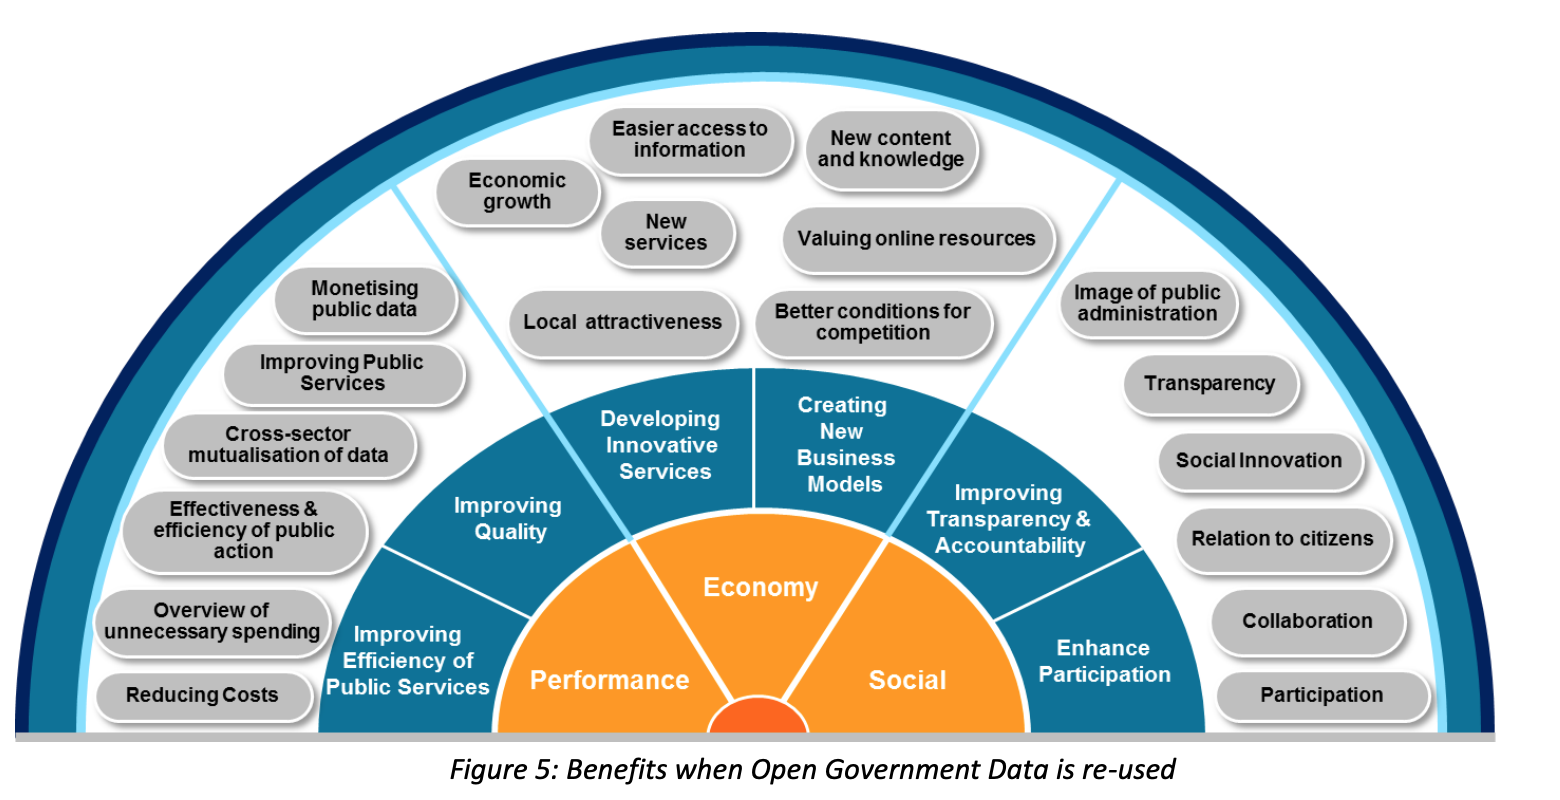 Easier access to
information
New content
and knowledge
Economic
growth
New
services
Valuing online resources
Local attractiveness
Better conditions for
competition
Monetising
public data
Improving Public
Services
Cross-sector
mutualisation of data
Effectiveness &
efficiency of public
action
Overview of
unnecessary spending
Reducing Costs
Image of public
administration
Transparency
Social Innovation
Relation to citizens
Collaboration
Participation
Improving
Efficiency of
Public Services
Improving
Quality
Developing
Innovative
Services
Creating
New
Business
Models
Improving
Transparency &
Accountability
Enhance
Participation
Performance
Economy
Social
Figure 5: Benefits when Open Government Data is re-used